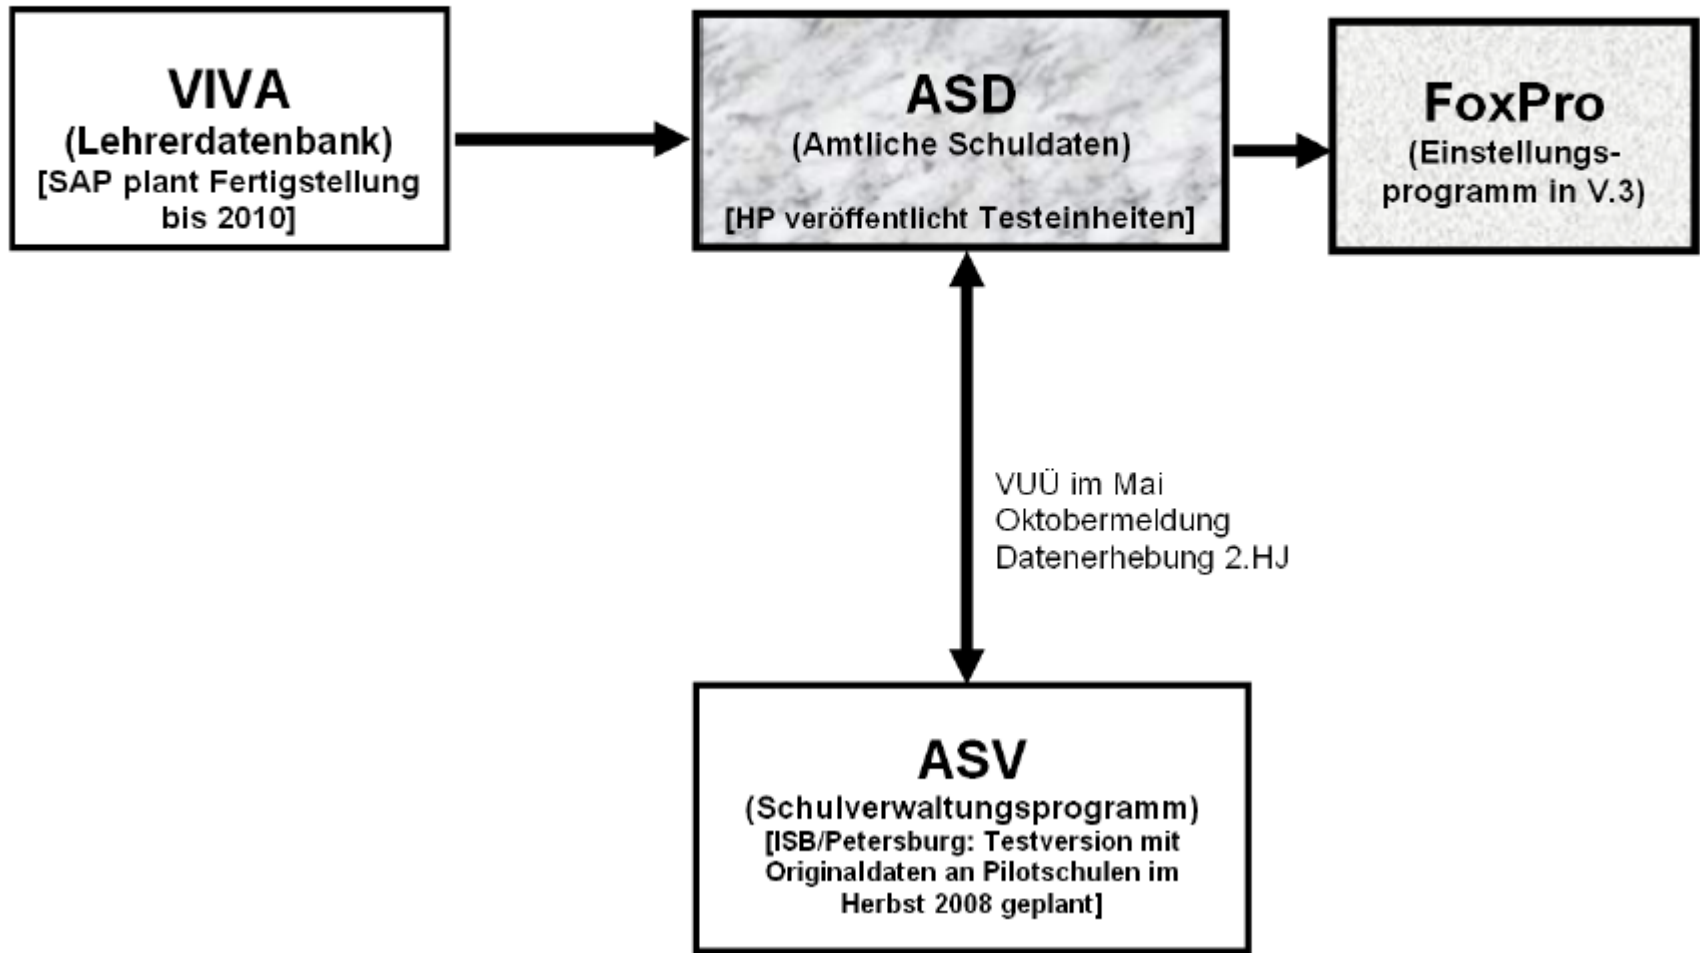 VIVA
(Lehrerdatenbank)
[SAP plant Fertigstellung
bis 2010]
ASD
(Amtliche Schuldaten)
[HP veröffentlicht Testeinheiten]
FoxPro
(Einstellungs-
programm in V.3)
VUÜ im Mai
Oktobermeldung
Datenerhebung 2.HJ
ASV
(Schulverwaltungsprogramm)
[ISB/Petersburg: Testversion mit
Originaldaten an Pilotschulen im
Herbst 2008 geplant]